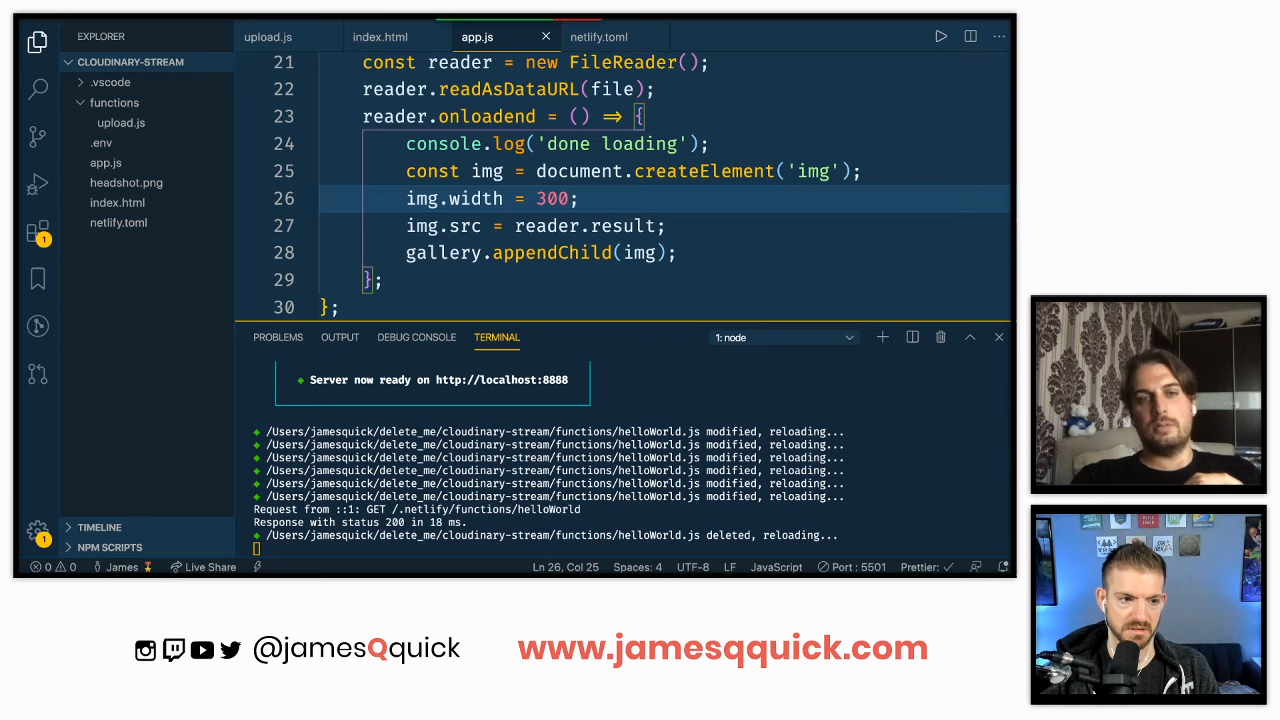 EXPLORER
CLOUDINARY-STREAM
.vscode
functions
upload.js
.env
app.js
headshot.png
index.html
netlify.toml
TIMELINE
NPM SCRIPTS
1
1
upload.js index.html app.js netlify.toml
21 const reader = new FileReader();
22 reader.readAsDataURL(file);
23 reader.onloadend = () => {
24 console.log('done loading');
25 const img = document.createElement('img');
26 img.width = 300;
27 img.src = reader.result;
28 gallery.appendChild(img);
29 };
30 };
PROBLEMS OUTPUT DEBUG CONSOLE TERMINAL 1: node
Server now ready on http://localhost:8888
/Users/jamesquick/delete_me/cloudinary-stream/functions/helloWorld.js modified, reloading...
/Users/jamesquick/delete_me/cloudinary-stream/functions/helloWorld.js modified, reloading...
/Users/jamesquick/delete_me/cloudinary-stream/functions/helloWorld.js modified, reloading...
/Users/jamesquick/delete_me/cloudinary-stream/functions/helloWorld.js modified, reloading...
/Users/jamesquick/delete_me/cloudinary-stream/functions/helloWorld.js modified, reloading...
/Users/jamesquick/delete_me/cloudinary-stream/functions/helloWorld.js modified, reloading...
Request from ::1: GET /.netlify/functions/helloWorld
Response with status 200 in 18 ms.
/Users/jamesquick/delete_me/cloudinary-stream/functions/helloWorld.js deleted, reloading...
0 0 James Live Share Ln 26, Col 25 Spaces: 4 UTF-8 LF JavaScript Port : 5501 Prettier: ✓
@jamesQquick www.jamesqquick.com